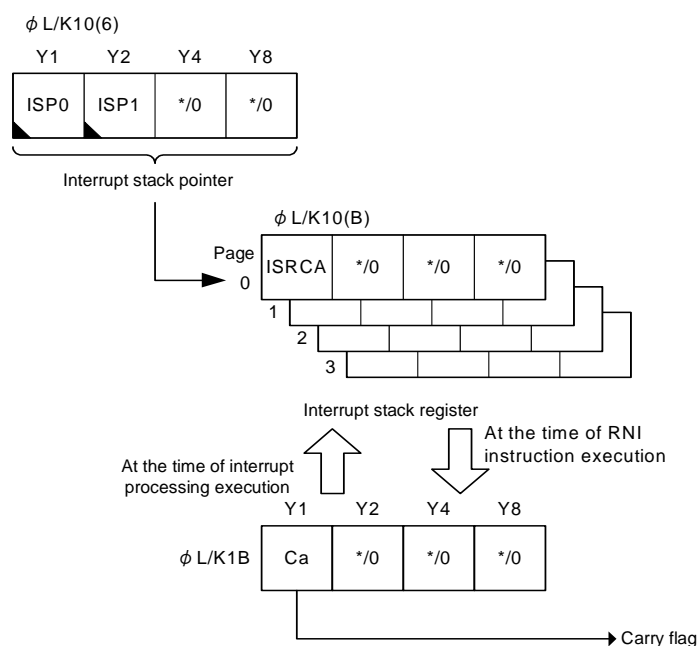 φ L/K10(6)
Y1 Y2 Y4 Y8
ISP0 ISP1 */0 */0
Interrupt stack pointer
φ L/K10(B)
Page
0 ISRCA */0 */0 */0
1
2
3
Interrupt stack register
At the time of interrupt
processing execution
At the time of RNI
instruction execution
Y1 Y2 Y4 Y8
φ L/K1B Ca */0 */0 */0
Carry flag